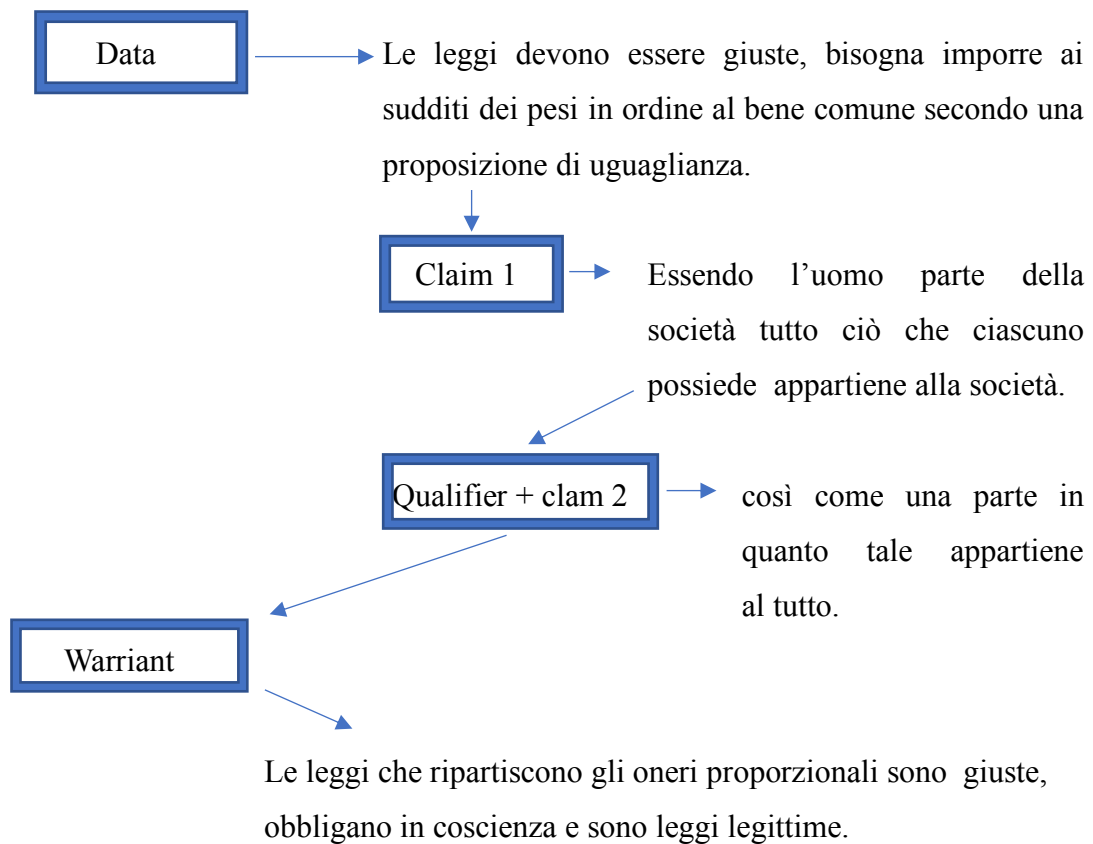 Data
Le leggi devono essere giuste, bisogna imporre ai
sudditi dei pesi in ordine al bene comune secondo una
proposizione di uguaglianza.
Claim 1
Essendo l’uomo parte della
società tutto ciò che ciascuno
possiede appartiene alla società.
Qualifier + clam 2
così come una parte in
quanto tale appartiene
al tutto.
Warriant
Le leggi che ripartiscono gli oneri proporzionali sono giuste,
obbligano in coscienza e sono leggi legittime.